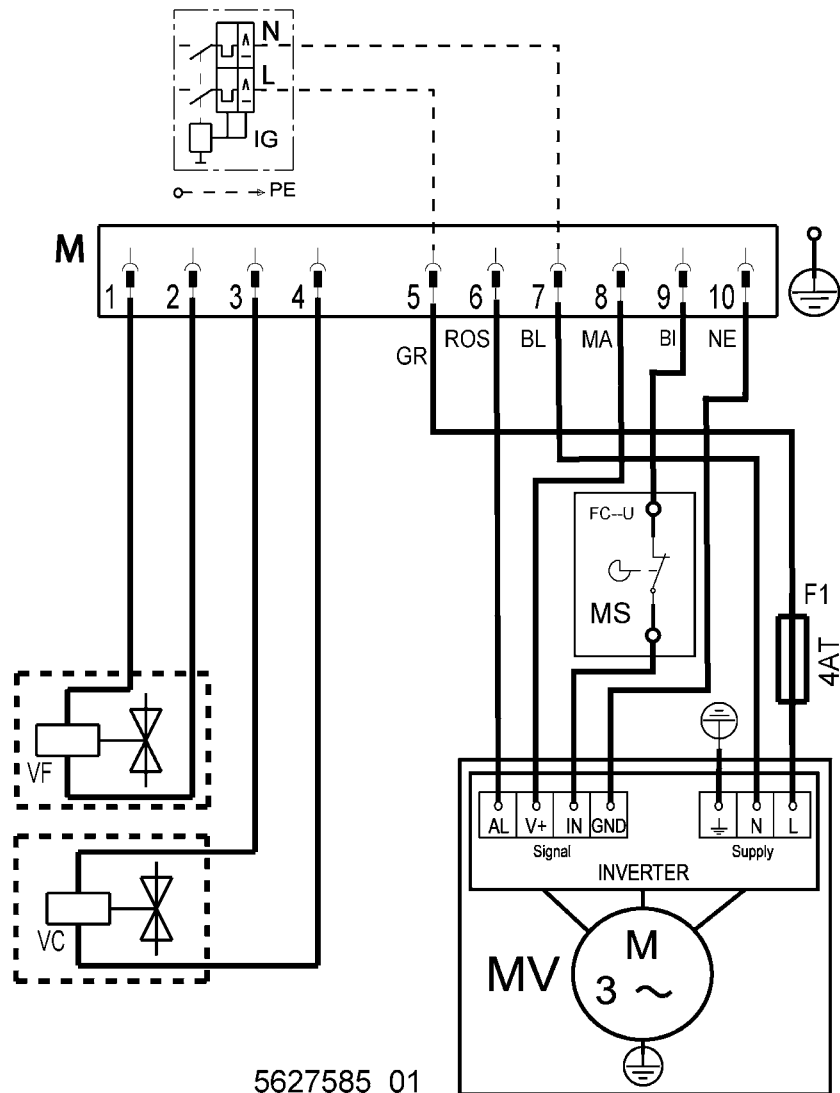 N
L
IG
PE
M
1 2 3 4 5 6 7 8 9 10
GR ROS BL MA BI NE
FC--U
MS
F1
4AT
VF
AL V+ IN GND N L
Signal Supply
INVERTER
VC
MV
M
3 ~
5627585 01